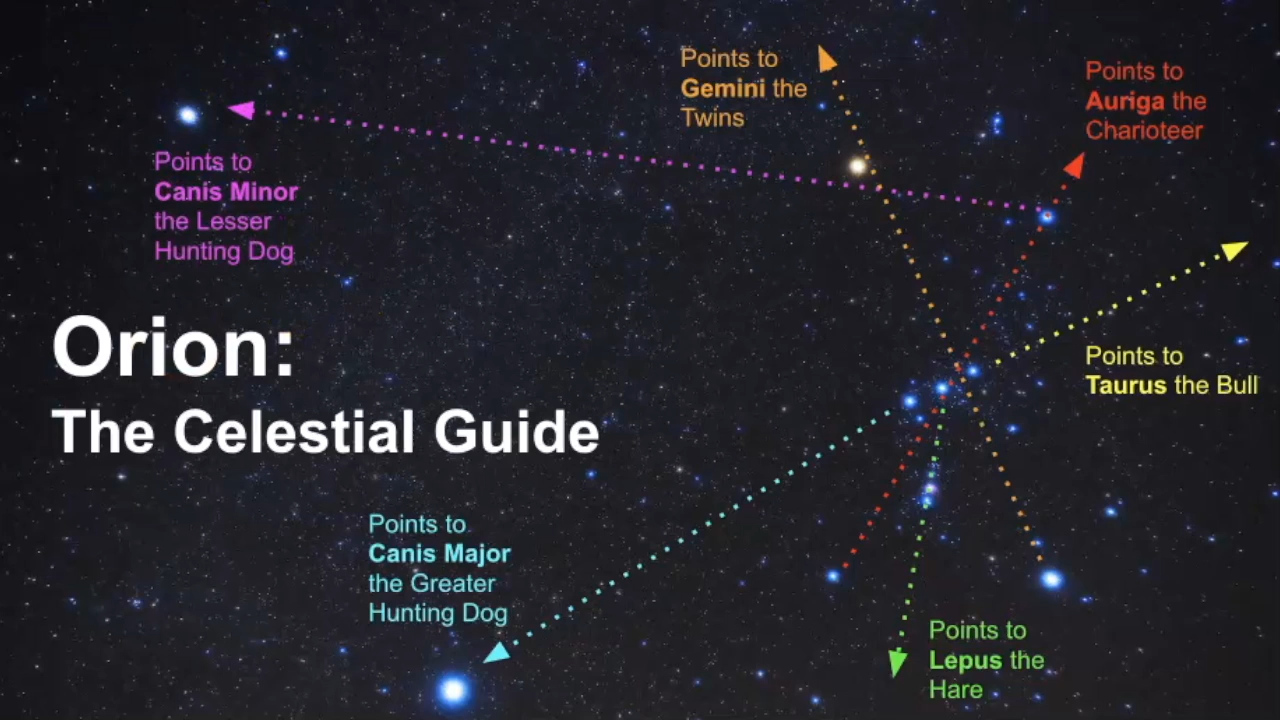 Points to
Gemini the
Twins
Points to
Auriga the
Charioteer
Points to
Canis Minor
the Lesser
Hunting Dog
Orion:
The Celestial Guide
Points to
Taurus the Bull
Points to
Canis Major
the Greater
Hunting Dog
Points to
Lepus the
Hare